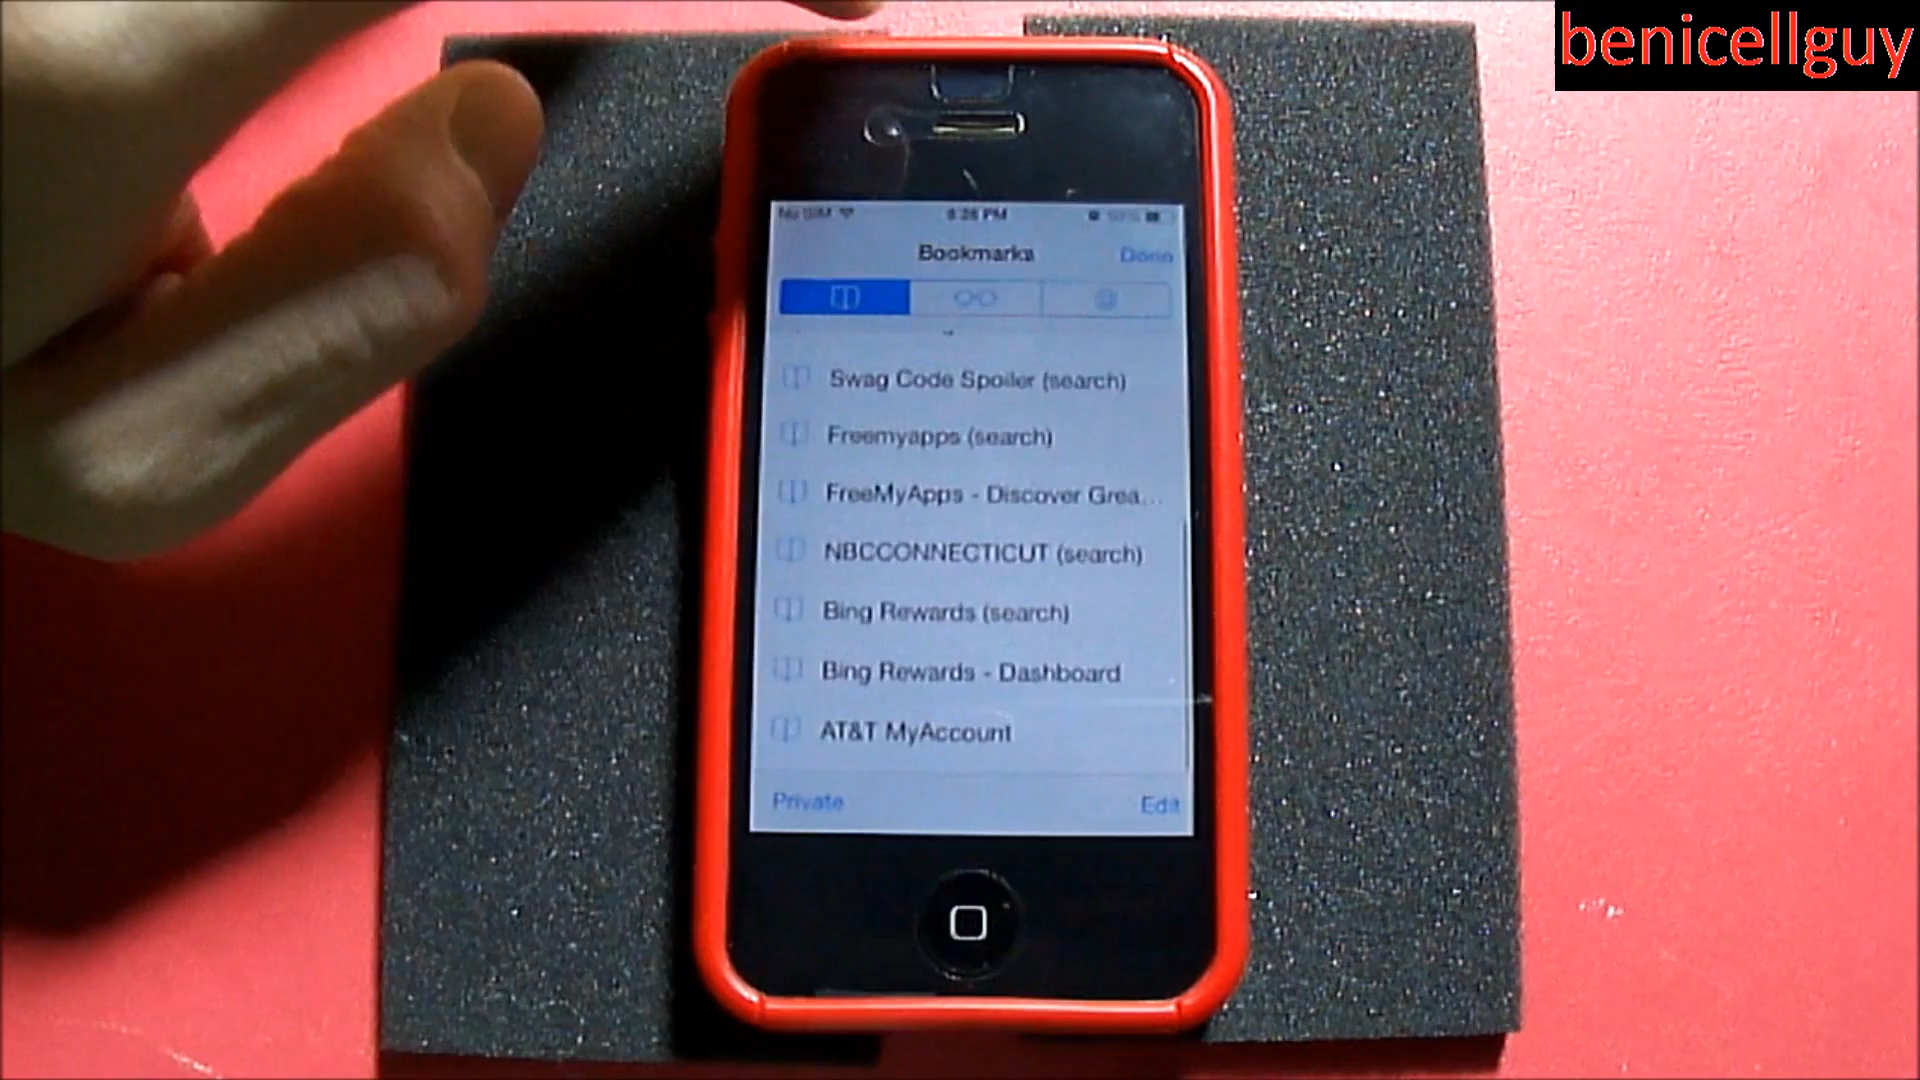 benicellguy
No SIM 8:26 PM
Bookmarks Done
Swag Code Spoiler (search)
Freemyapps (search)
FreeMyApps - Discover Grea...
NBCCONNECTICUT (search)
Bing Rewards (search)
Bing Rewards - Dashboard
AT&T MyAccount
Private Edit